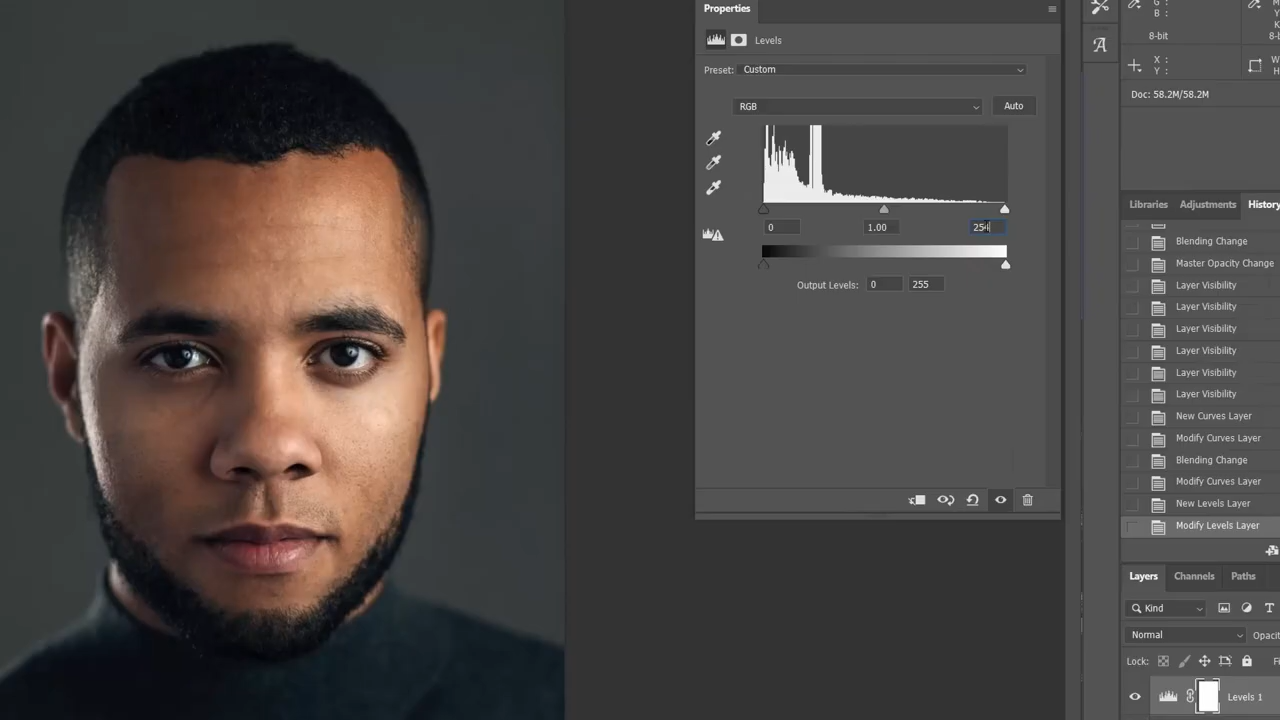 Properties
Levels
Preset: Custom
RGB
Auto
0
1.00
254
Output Levels: 0 255
G :
B :
8-bit
M
Y
K
8-b
X :
Y :
W
H
Doc: 58.2M/58.2M
Libraries Adjustments History
Blending Change
Master Opacity Change
Layer Visibility
Layer Visibility
Layer Visibility
Layer Visibility
Layer Visibility
Layer Visibility
New Curves Layer
Modify Curves Layer
Blending Change
Modify Curves Layer
New Levels Layer
Modify Levels Layer
Layers Channels Paths
Kind
Normal
Opaci
Lock:
Fi
Levels 1